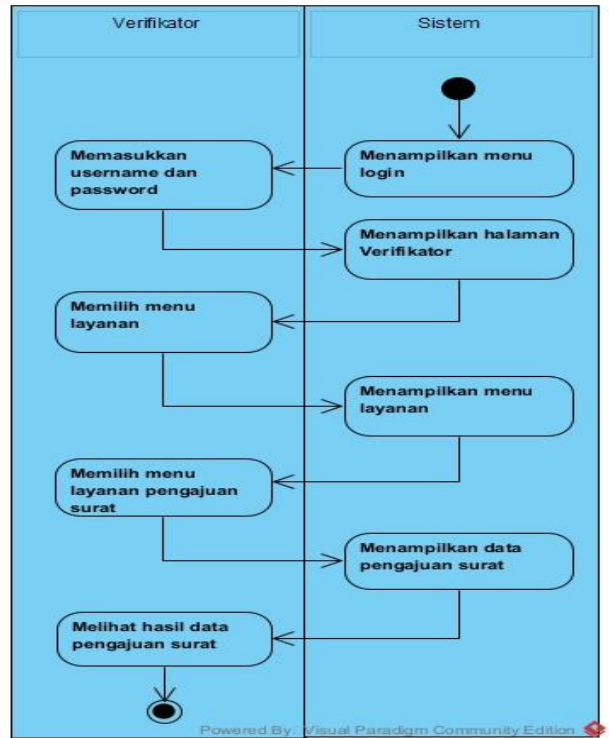 Verifikator
Sistem
Menampilkan menu
login
Memasukkan
username dan
password
Menampilkan halaman
Verifikator
Memilih menu
layanan
Menampilkan menu
layanan
Memilih menu
layanan pengajuan
surat
Menampilkan data
pengajuan surat
Melihat hasil data
pengajuan surat
Powered By Visual Paradigm Community Edition